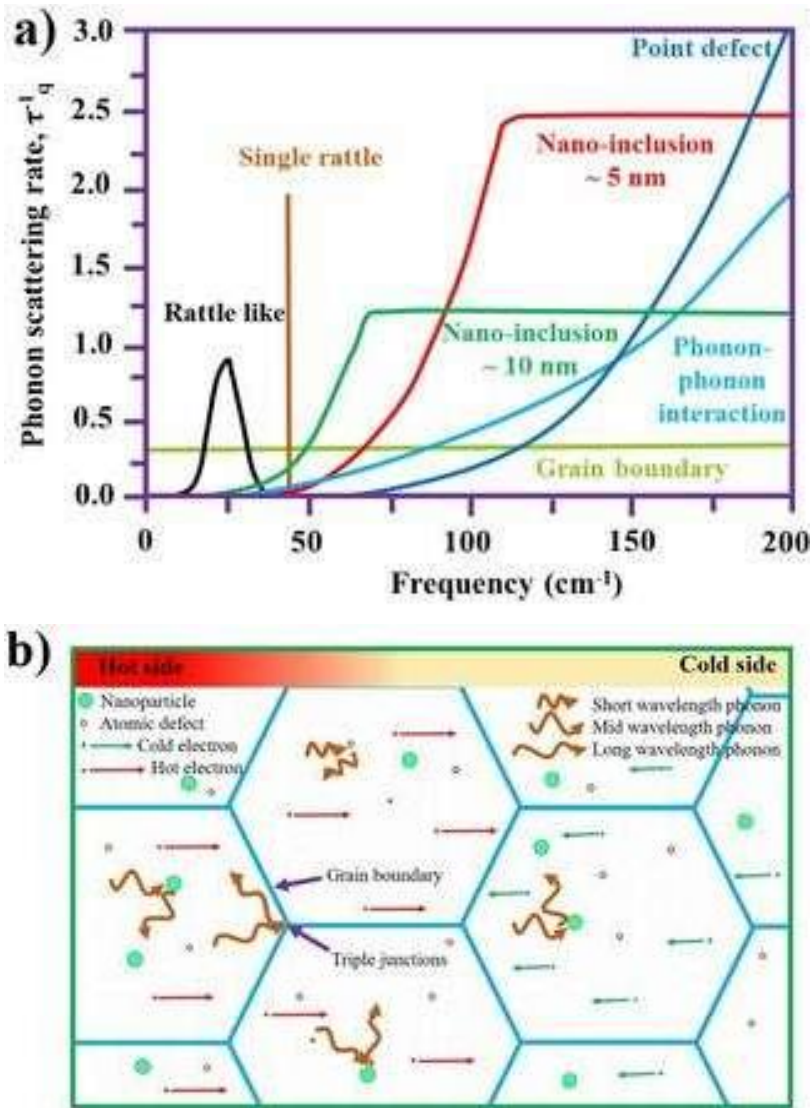 a)
3.0
2.5
2.0
1.5
1.0
0.5
0.0
Phonon scattering rate, τ⁻¹q
Point defect
Single rattle
Nano-inclusion
~ 5 nm
Rattle like
Nano-inclusion
~ 10 nm
Phonon-
phonon
interaction
Grain boundary
0
50
100
150
200
Frequency (cm⁻¹)
b)
Hot side
Cold side
Nanoparticle
Atomic defect
Cold electron
Hot electron
Short wavelength phonon
Mid wavelength phonon
Long wavelength phonon
Grain boundary
Triple junctions